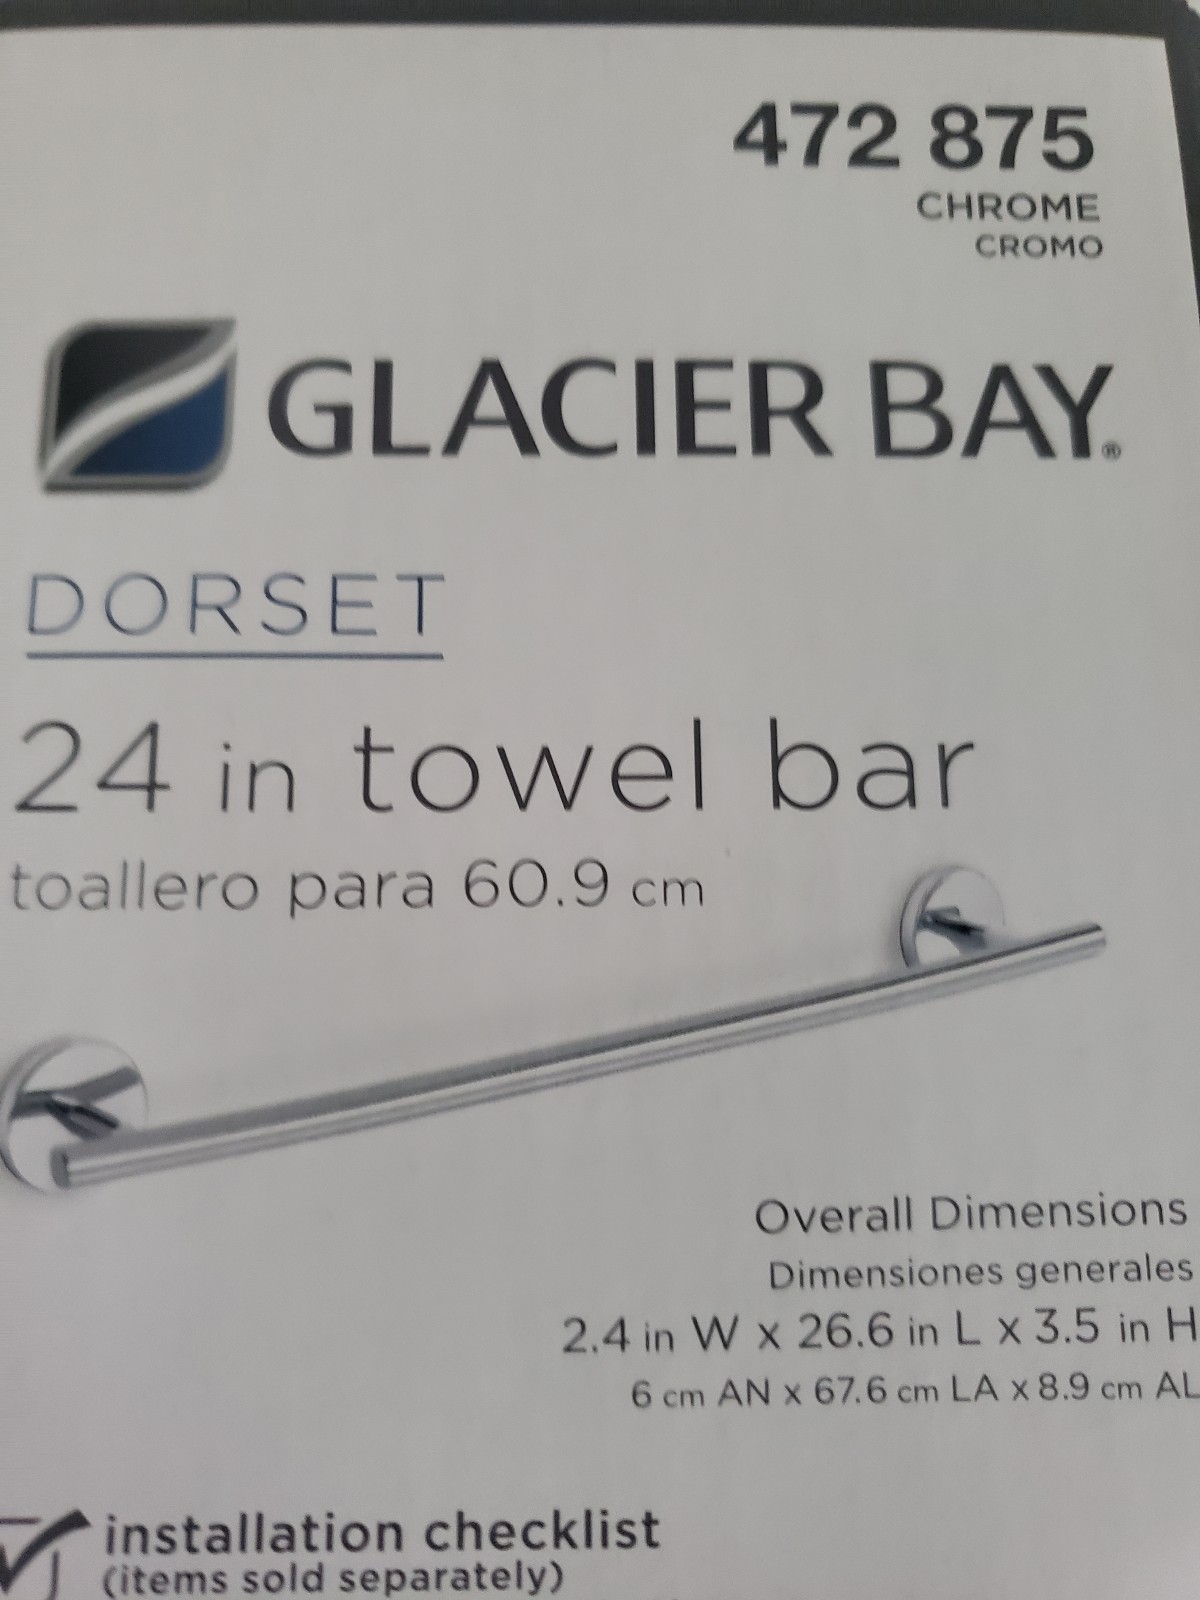 472 875
CHROME
CROMO
GLACIER BAY®
DORSET
24 in towel bar
toallero para 60.9 cm
Overall Dimensions
Dimensiones generales
2.4 in W x 26.6 in L x 3.5 in H
6 cm AN x 67.6 cm LA x 8.9 cm AL
installation checklist
(items sold separately)